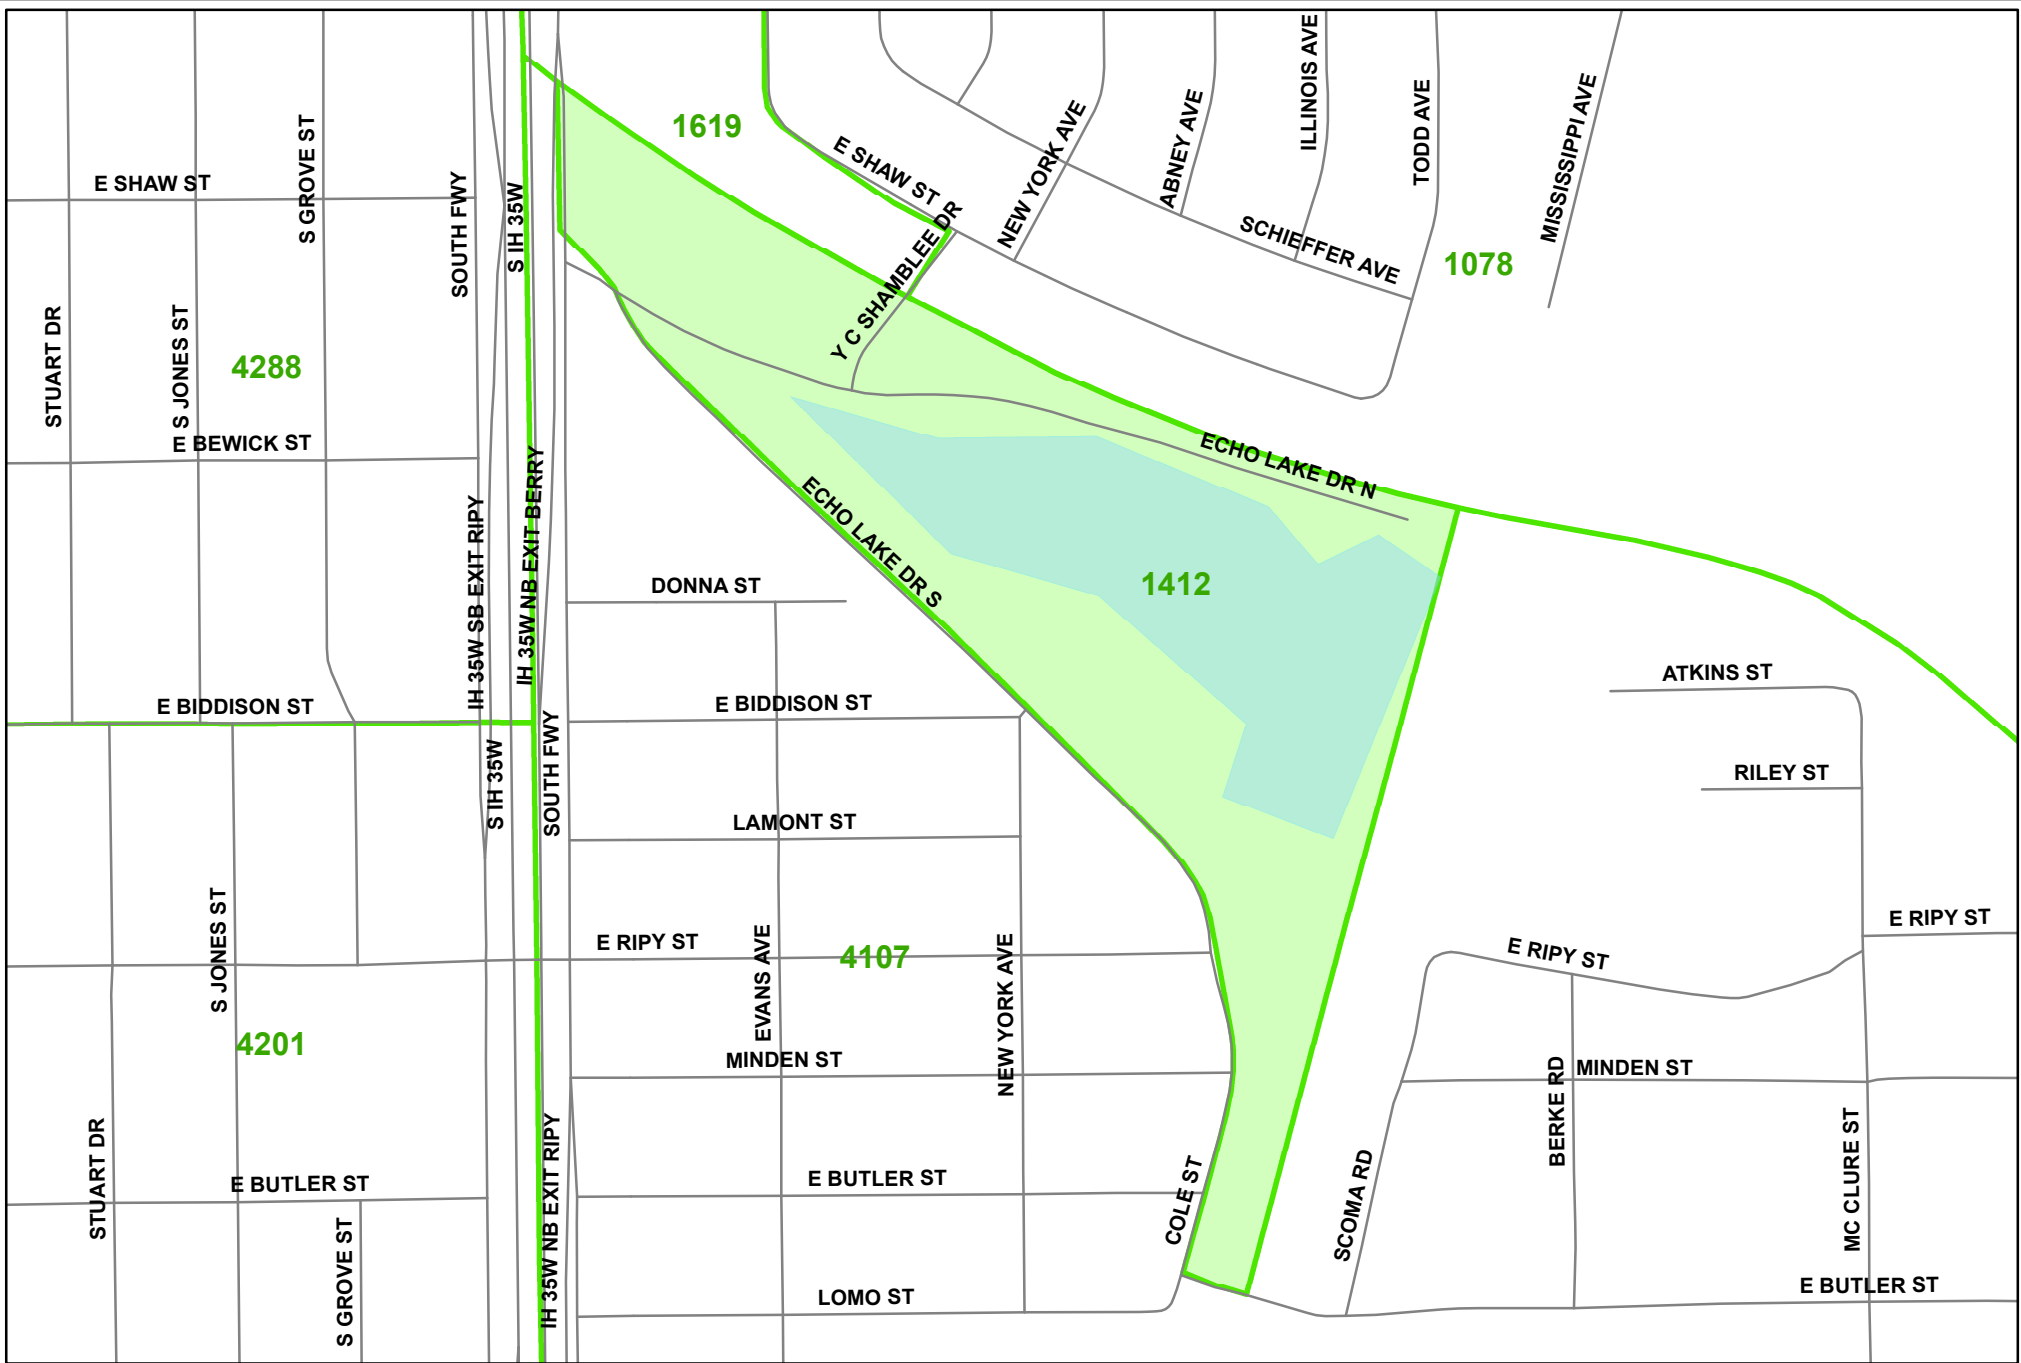 ILLINOIS AVE
TODD AVE
MISSISSIPPI AVE
1619
S GROVE ST
NEW YORK AVE
ABNEY AVE
E SHAW ST
E SHAW ST
SOUTH FWY
S IH 35W
Y C SHAMBLEE DR
SCHIEFFER AVE
1078
STUART DR
S JONES ST
4288
E BEWICK ST
ECHO LAKE DR N
IH 35W SB EXIT RIPY
IH 35W NB EXIT BERRY
ECHO LAKE DR S
DONNA ST
1412
ATKINS ST
E BIDDISON ST
E BIDDISON ST
S IH 35W
SOUTH FWY
RILEY ST
LAMONT ST
S JONES ST
E RIPY ST
EVANS AVE
4107
NEW YORK AVE
E RIPY ST
E RIPY ST
4201
MINDEN ST
BERKE RD
MINDEN ST
STUART DR
E BUTLER ST
S GROVE ST
IH 35W NB EXIT RIPY
E BUTLER ST
COLE ST
SCOMA RD
MC CLURE ST
LOMO ST
E BUTLER ST